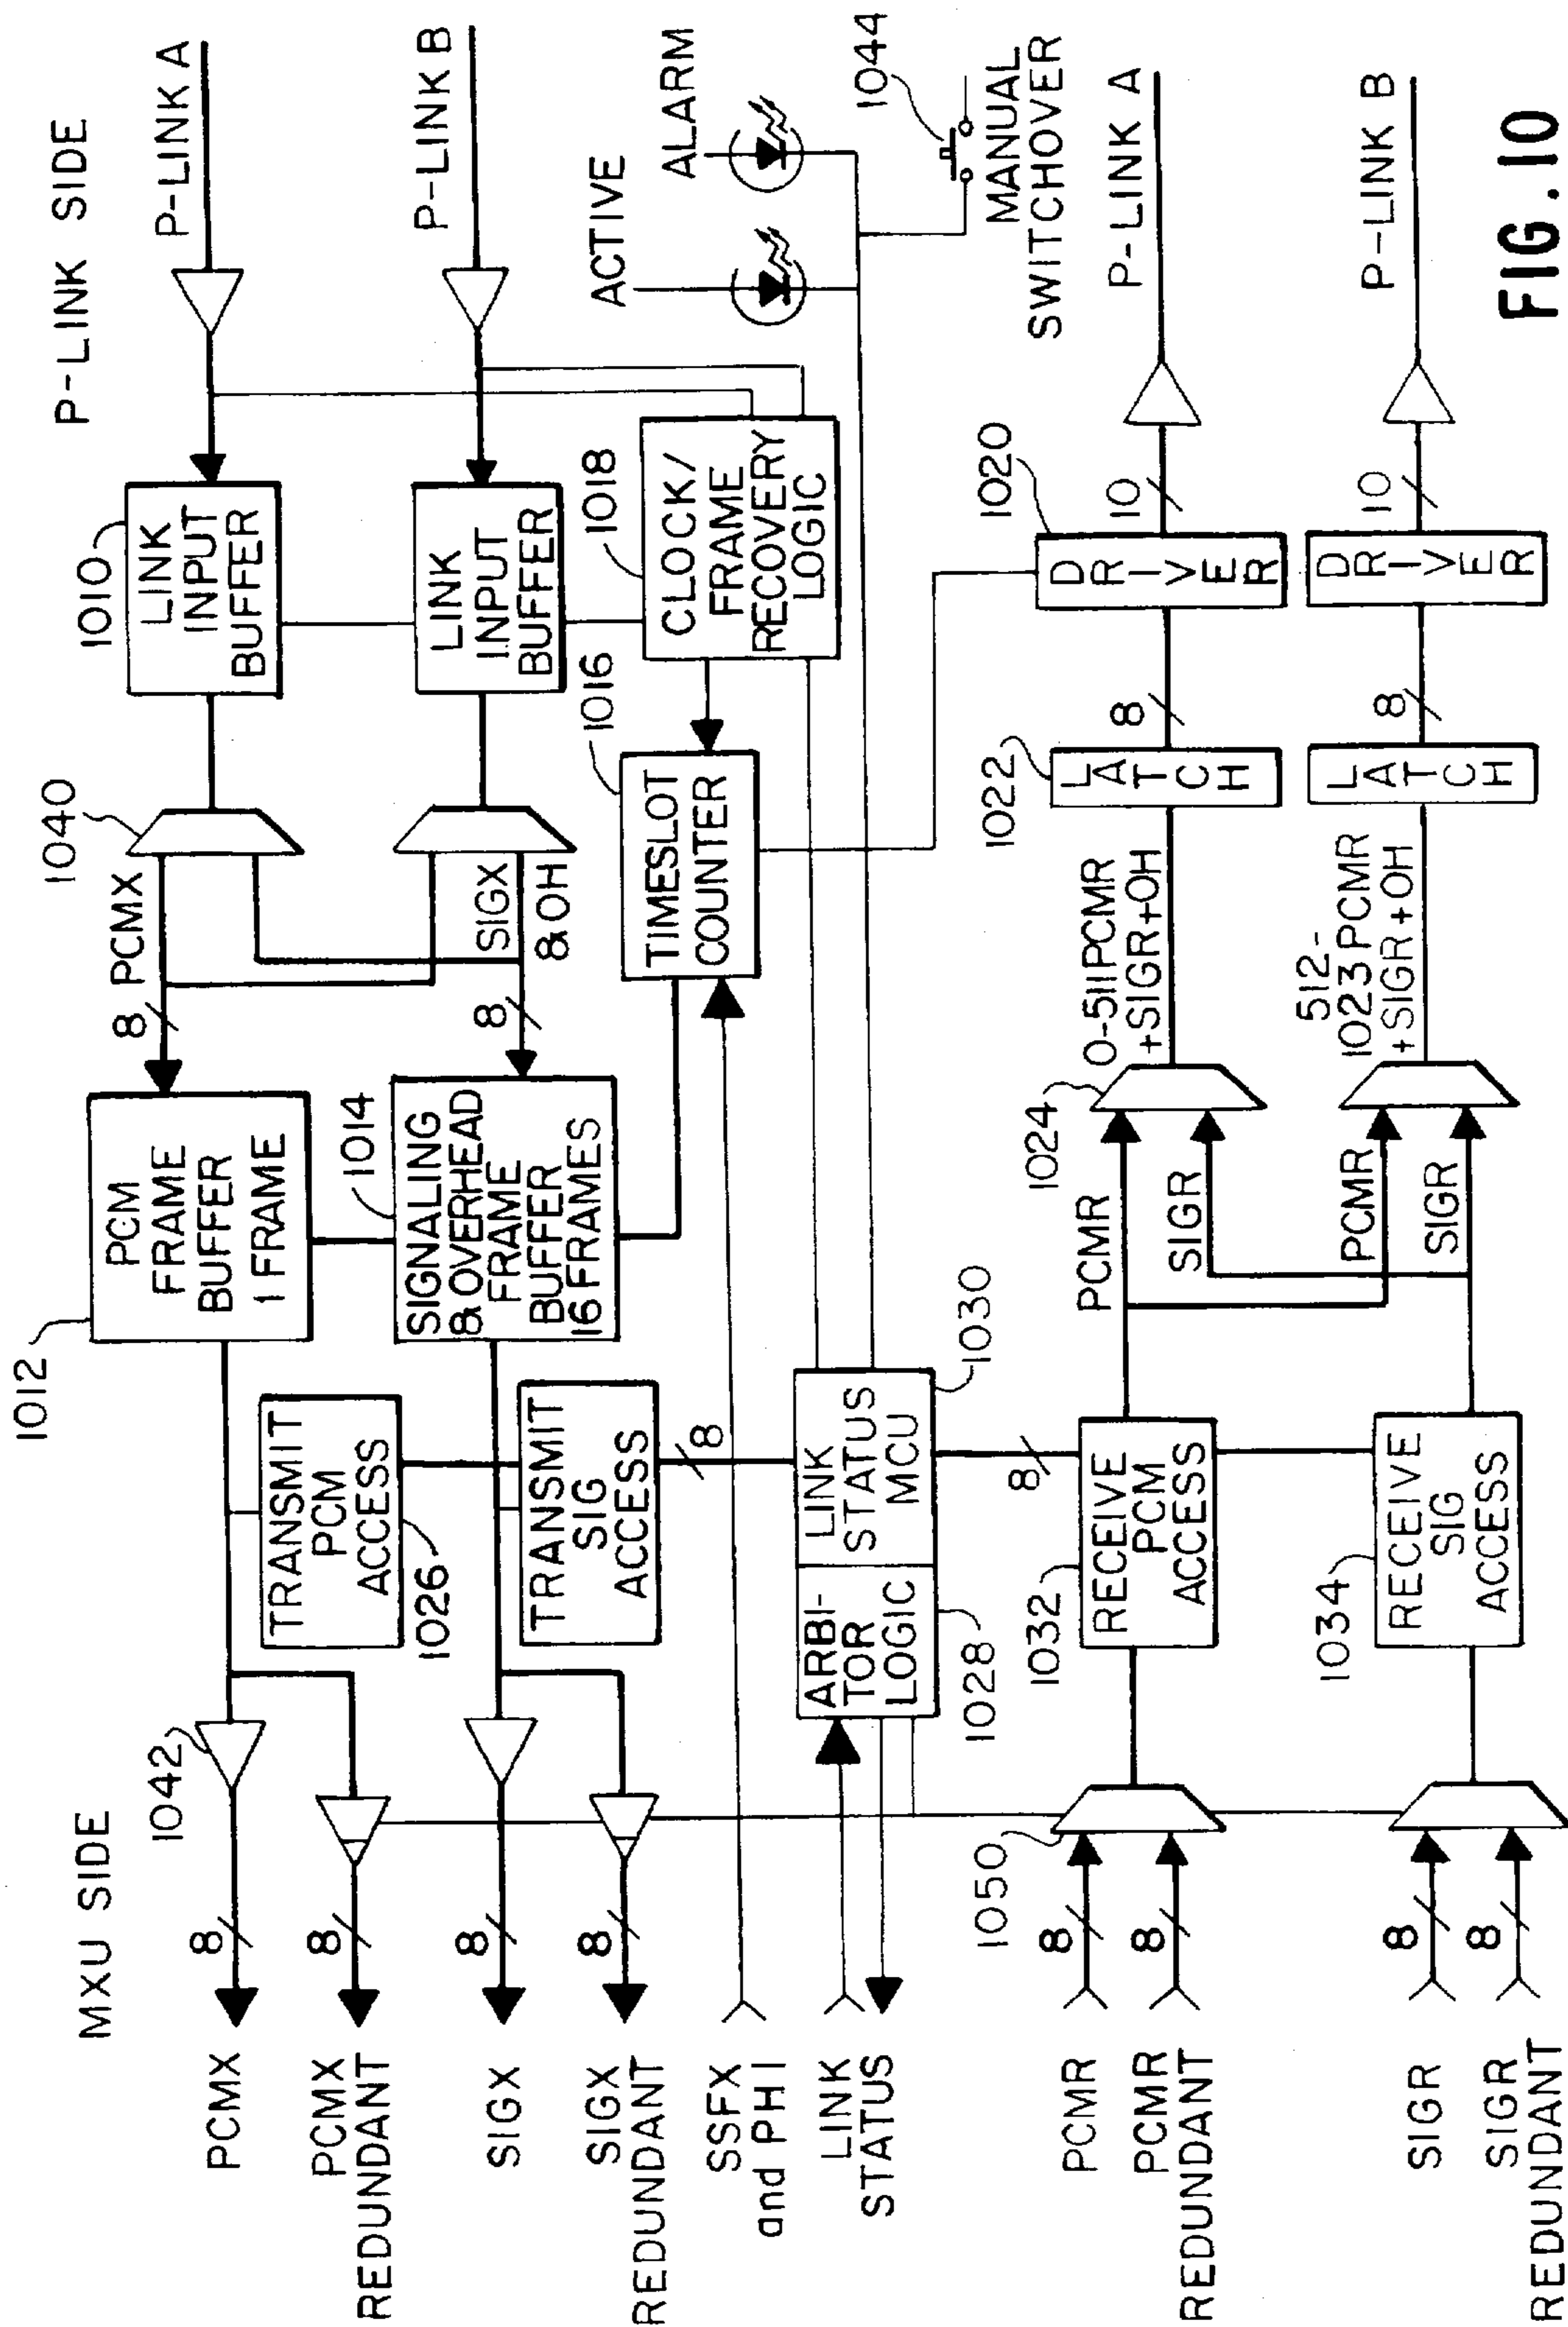 MXU SIDE
P-LINK SIDE
PCMX
8
1042
1012
PCM
FRAME
BUFFER
1 FRAME
8
PCMX
1040
1010
LINK
INPUT
BUFFER
P-LINK A
PCMX
REDUNDANT
8
TRANSMIT
PCM
ACCESS
1026
SIGX
8
1014
SIGNALING
& OVERHEAD
FRAME
BUFFER
16 FRAMES
8
SIGX
& OH
LINK
INPUT
BUFFER
P-LINK B
SIGX
REDUNDANT
8
TRANSMIT
SIG
ACCESS
8
1016
TIMESLOT
COUNTER
1018
CLOCK/
FRAME
RECOVERY
LOGIC
ACTIVE
ALARM
SSFX
and PHI
LINK
STATUS
ARBI-
TOR
LOGIC
1028
LINK
STATUS
MCU
1030
1044
MANUAL
SWITCHOVER
PCMR
8
PCMR
REDUNDANT
8
1050
1032
RECEIVE
PCM
ACCESS
8
PCMR
SIGR
1024
0-511PCMR
+SIGR+OH
1022
LATCH
8
1020
DRIVER
10
P-LINK A
SIGR
8
SIGR
REDUNDANT
8
1034
RECEIVE
SIG
ACCESS
PCMR
SIGR
512-
1023PCMR
+SIGR+OH
LATCH
8
DRIVER
10
P-LINK B
FIG. 10